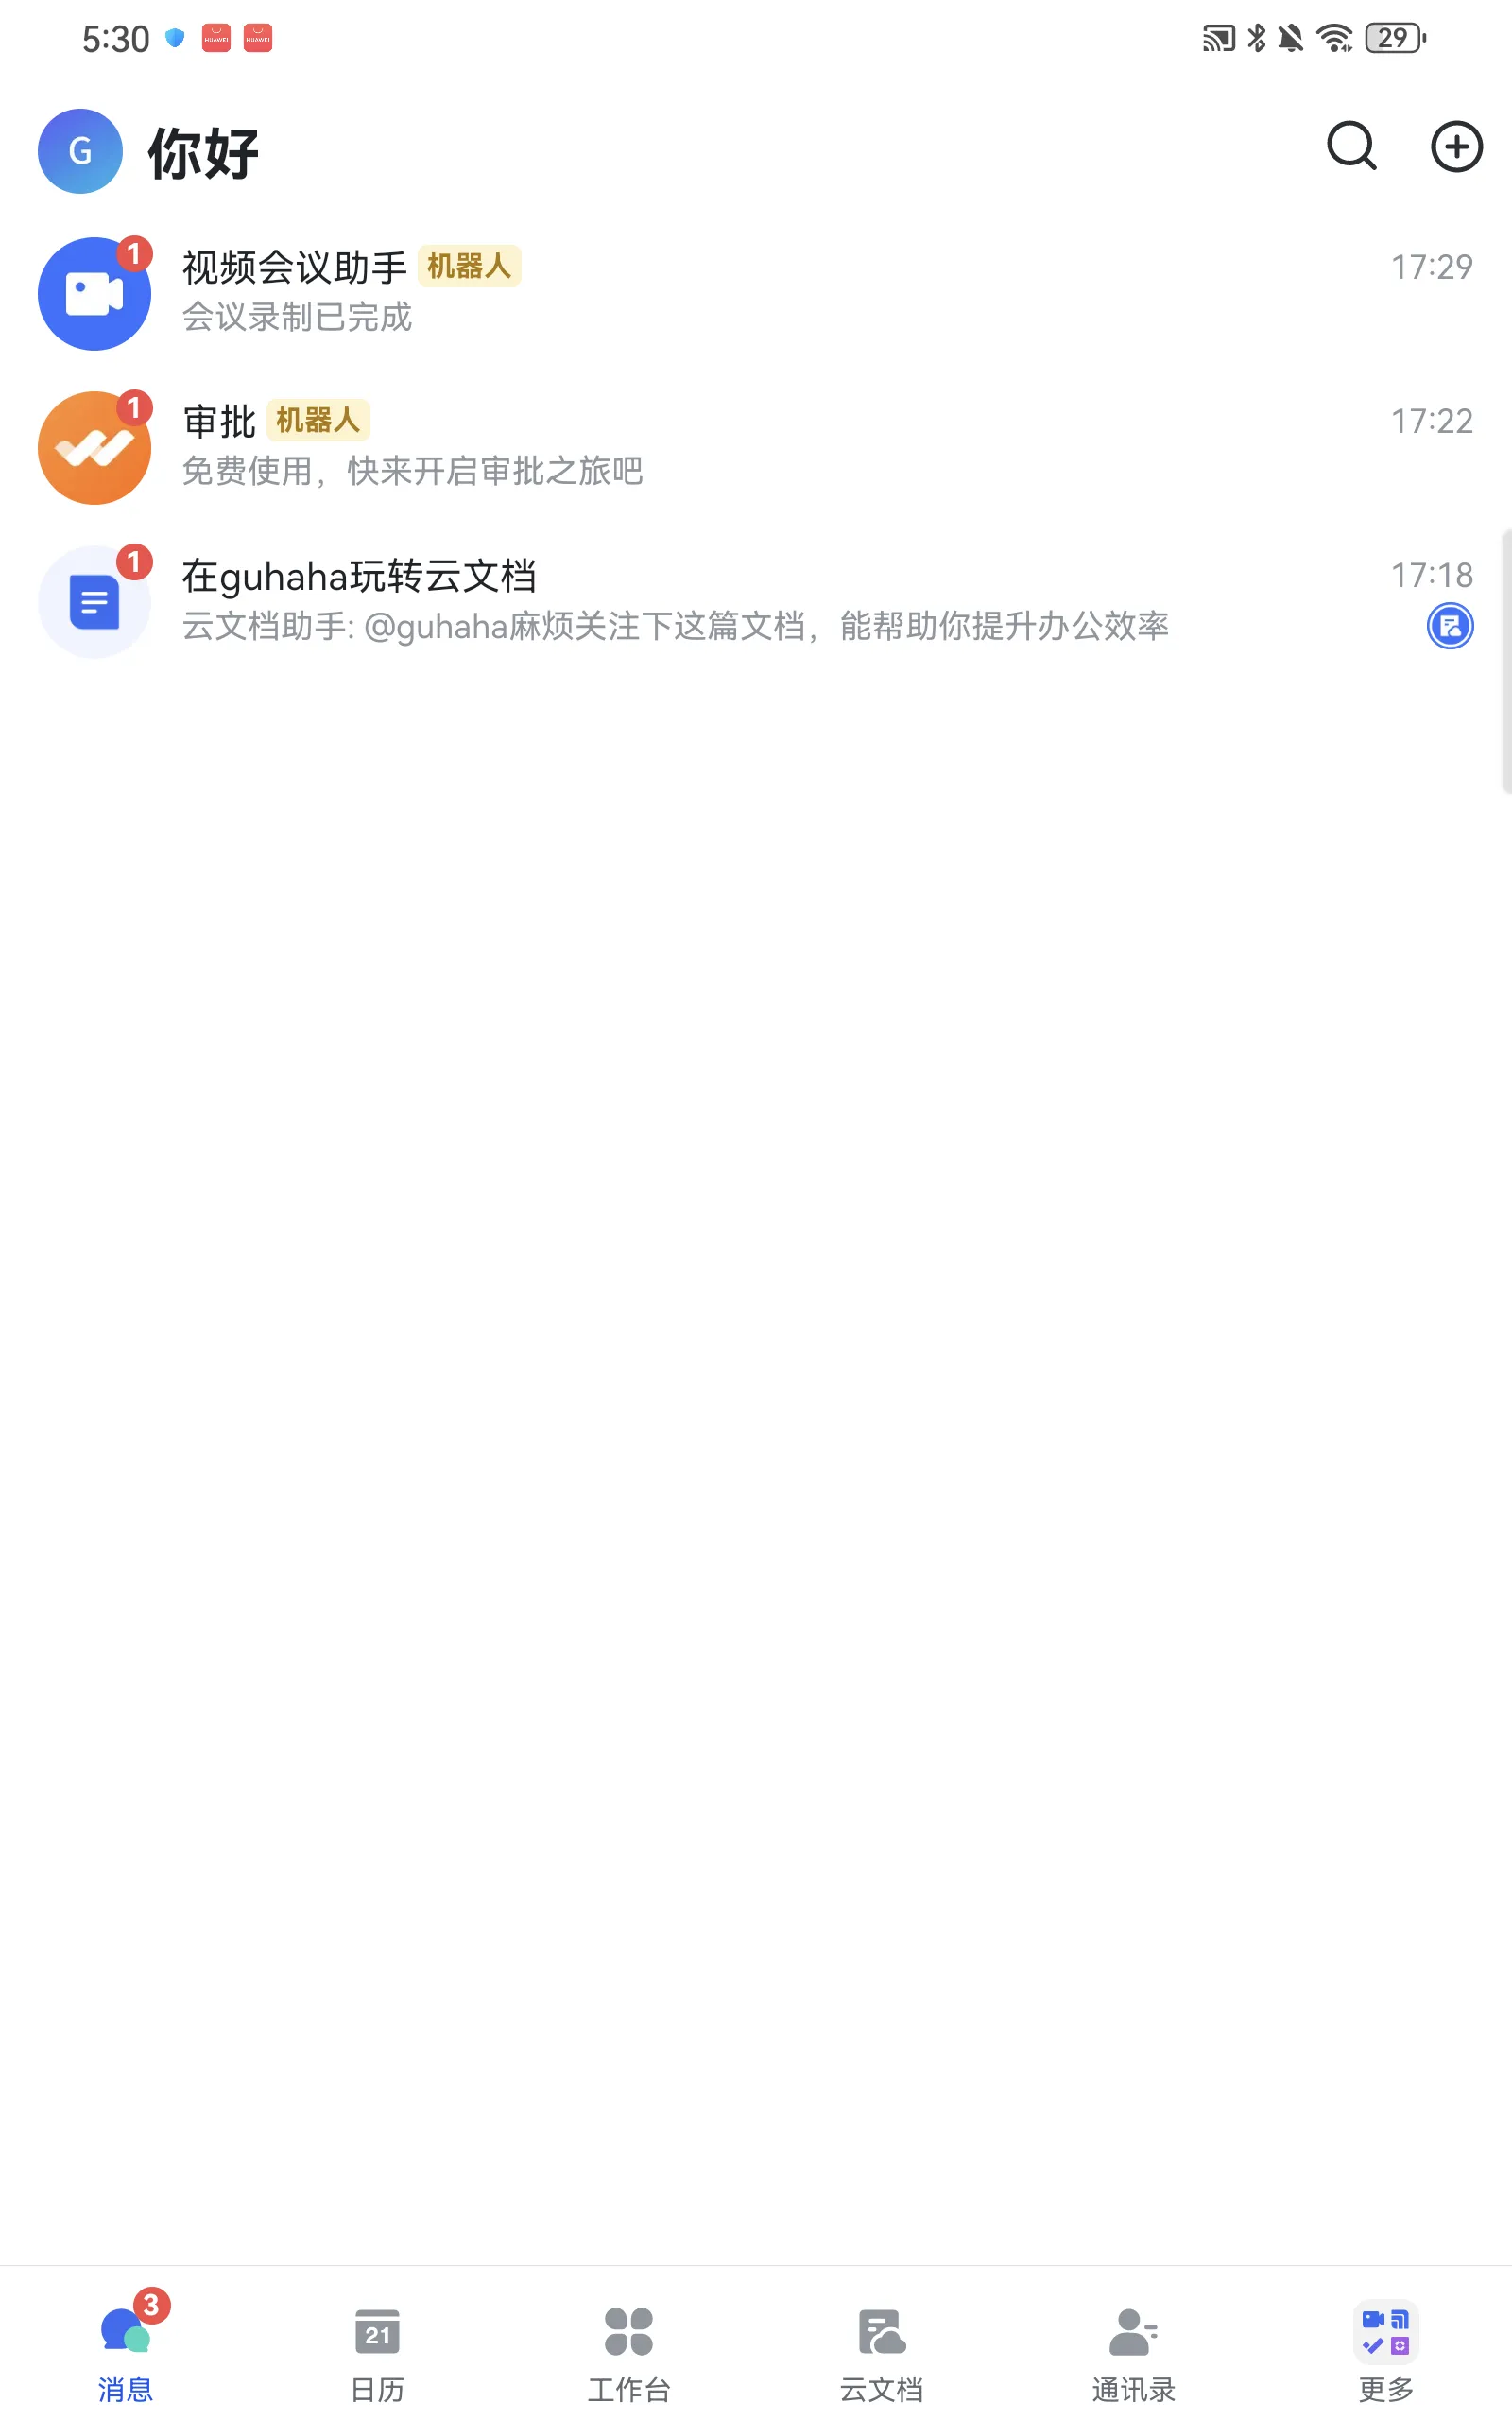 5:30
HUAWEI HUAWEI
29
G 你好
1
视频会议助手 机器人 17:29
会议录制已完成
1
审批 机器人 17:22
免费使用，快来开启审批之旅吧
1
在guhaha玩转云文档 17:18
云文档助手: @guhaha麻烦关注下这篇文档，能帮助你提升办公效率
3
21
消息 日历 工作台 云文档 通讯录 更多